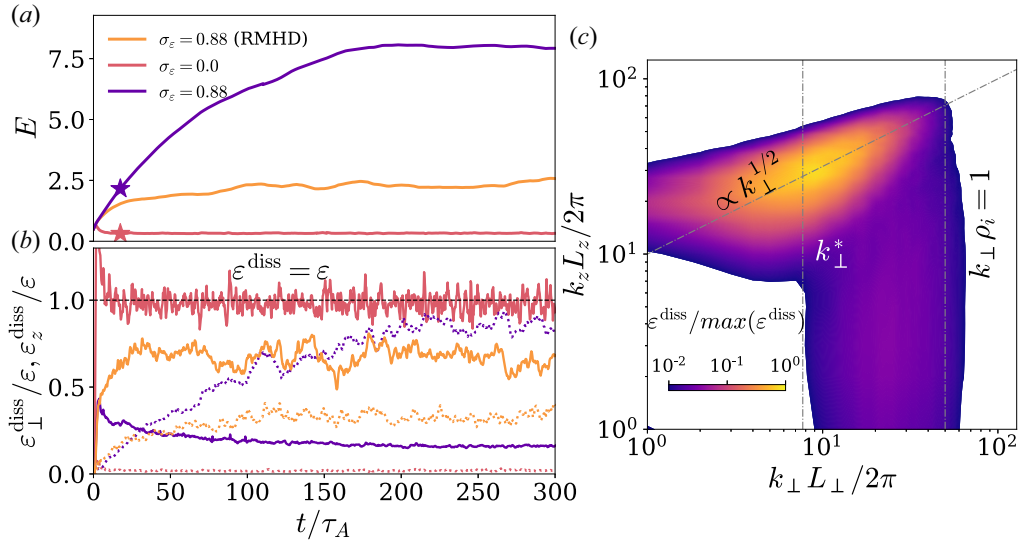 (a)
E
7.5
5.0
2.5
0.0
σ_ε = 0.88 (RMHD)
σ_ε = 0.0
σ_ε = 0.88
(b)
ε_⊥^diss/ε, ε_z^diss/ε
1.0
0.5
0.0
ε^diss = ε
0 50 100 150 200 250 300
t/τ_A
(c)
k_z L_z/2π
10^2
10^1
10^0
∝ k_⊥^1/2
k_⊥^*
k_⊥ρ_i = 1
ε^diss/max(ε^diss)
10^-2 10^-1 10^0
10^0 10^1 10^2
k_⊥L_⊥/2π